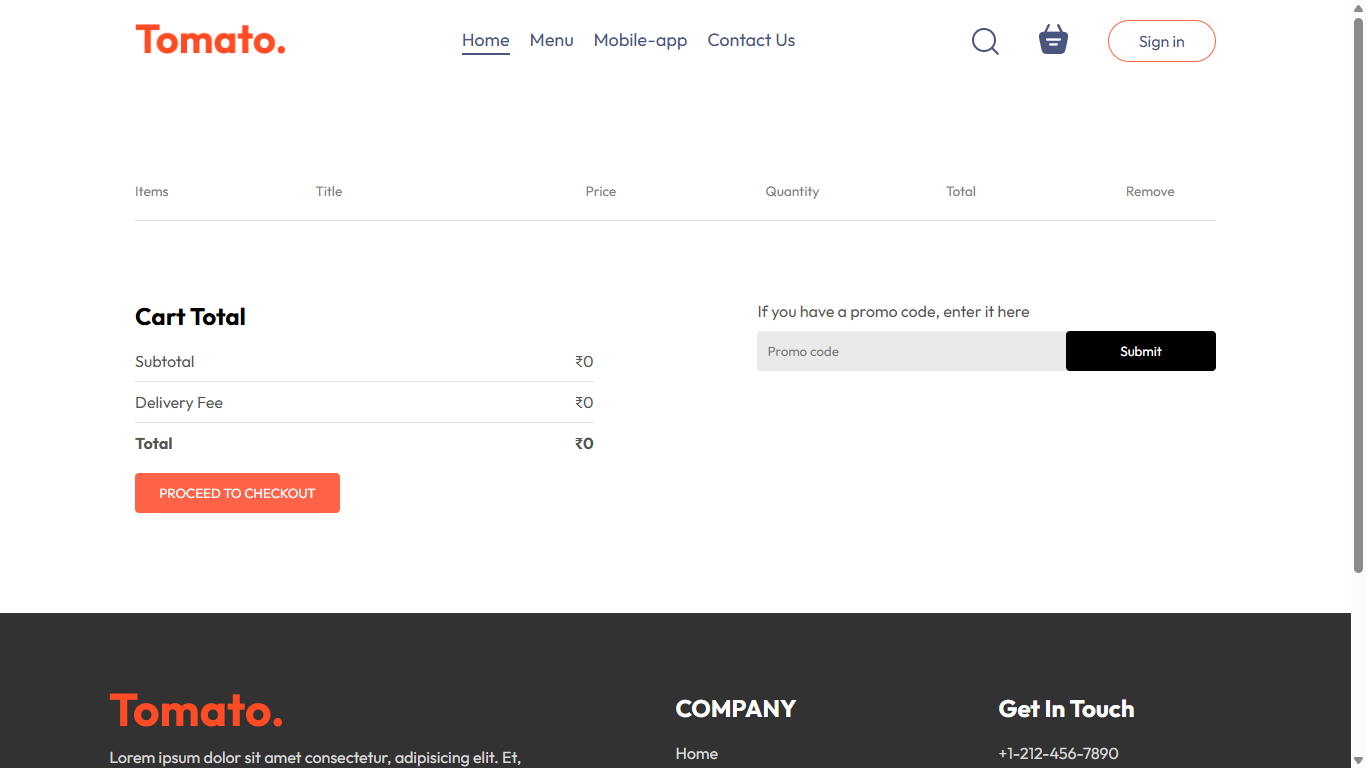 Tomato.
Home Menu Mobile-app Contact Us
Sign in
Items Title Price Quantity Total Remove
Cart Total
Subtotal ₹0
Delivery Fee ₹0
Total ₹0
PROCEED TO CHECKOUT
If you have a promo code, enter it here
Promo code Submit
Tomato.
Lorem ipsum dolor sit amet consectetur, adipisicing elit. Et,
COMPANY
Home
Get In Touch
+1-212-456-7890